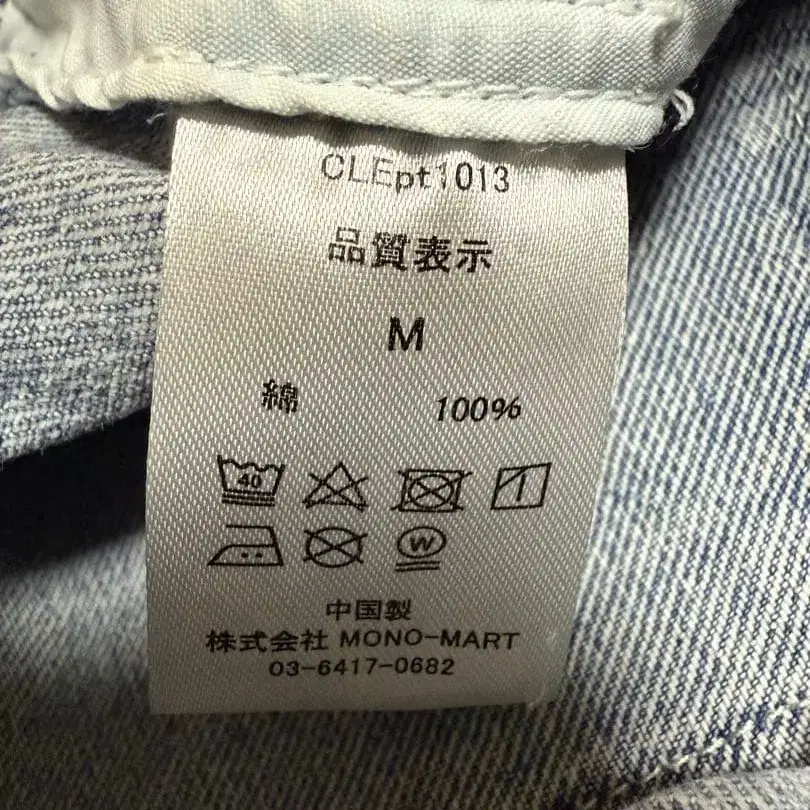 CLEpt1013
品質表示
M
綿 100%
40
W
中国製
株式会社 MONO-MART
03-6417-0682